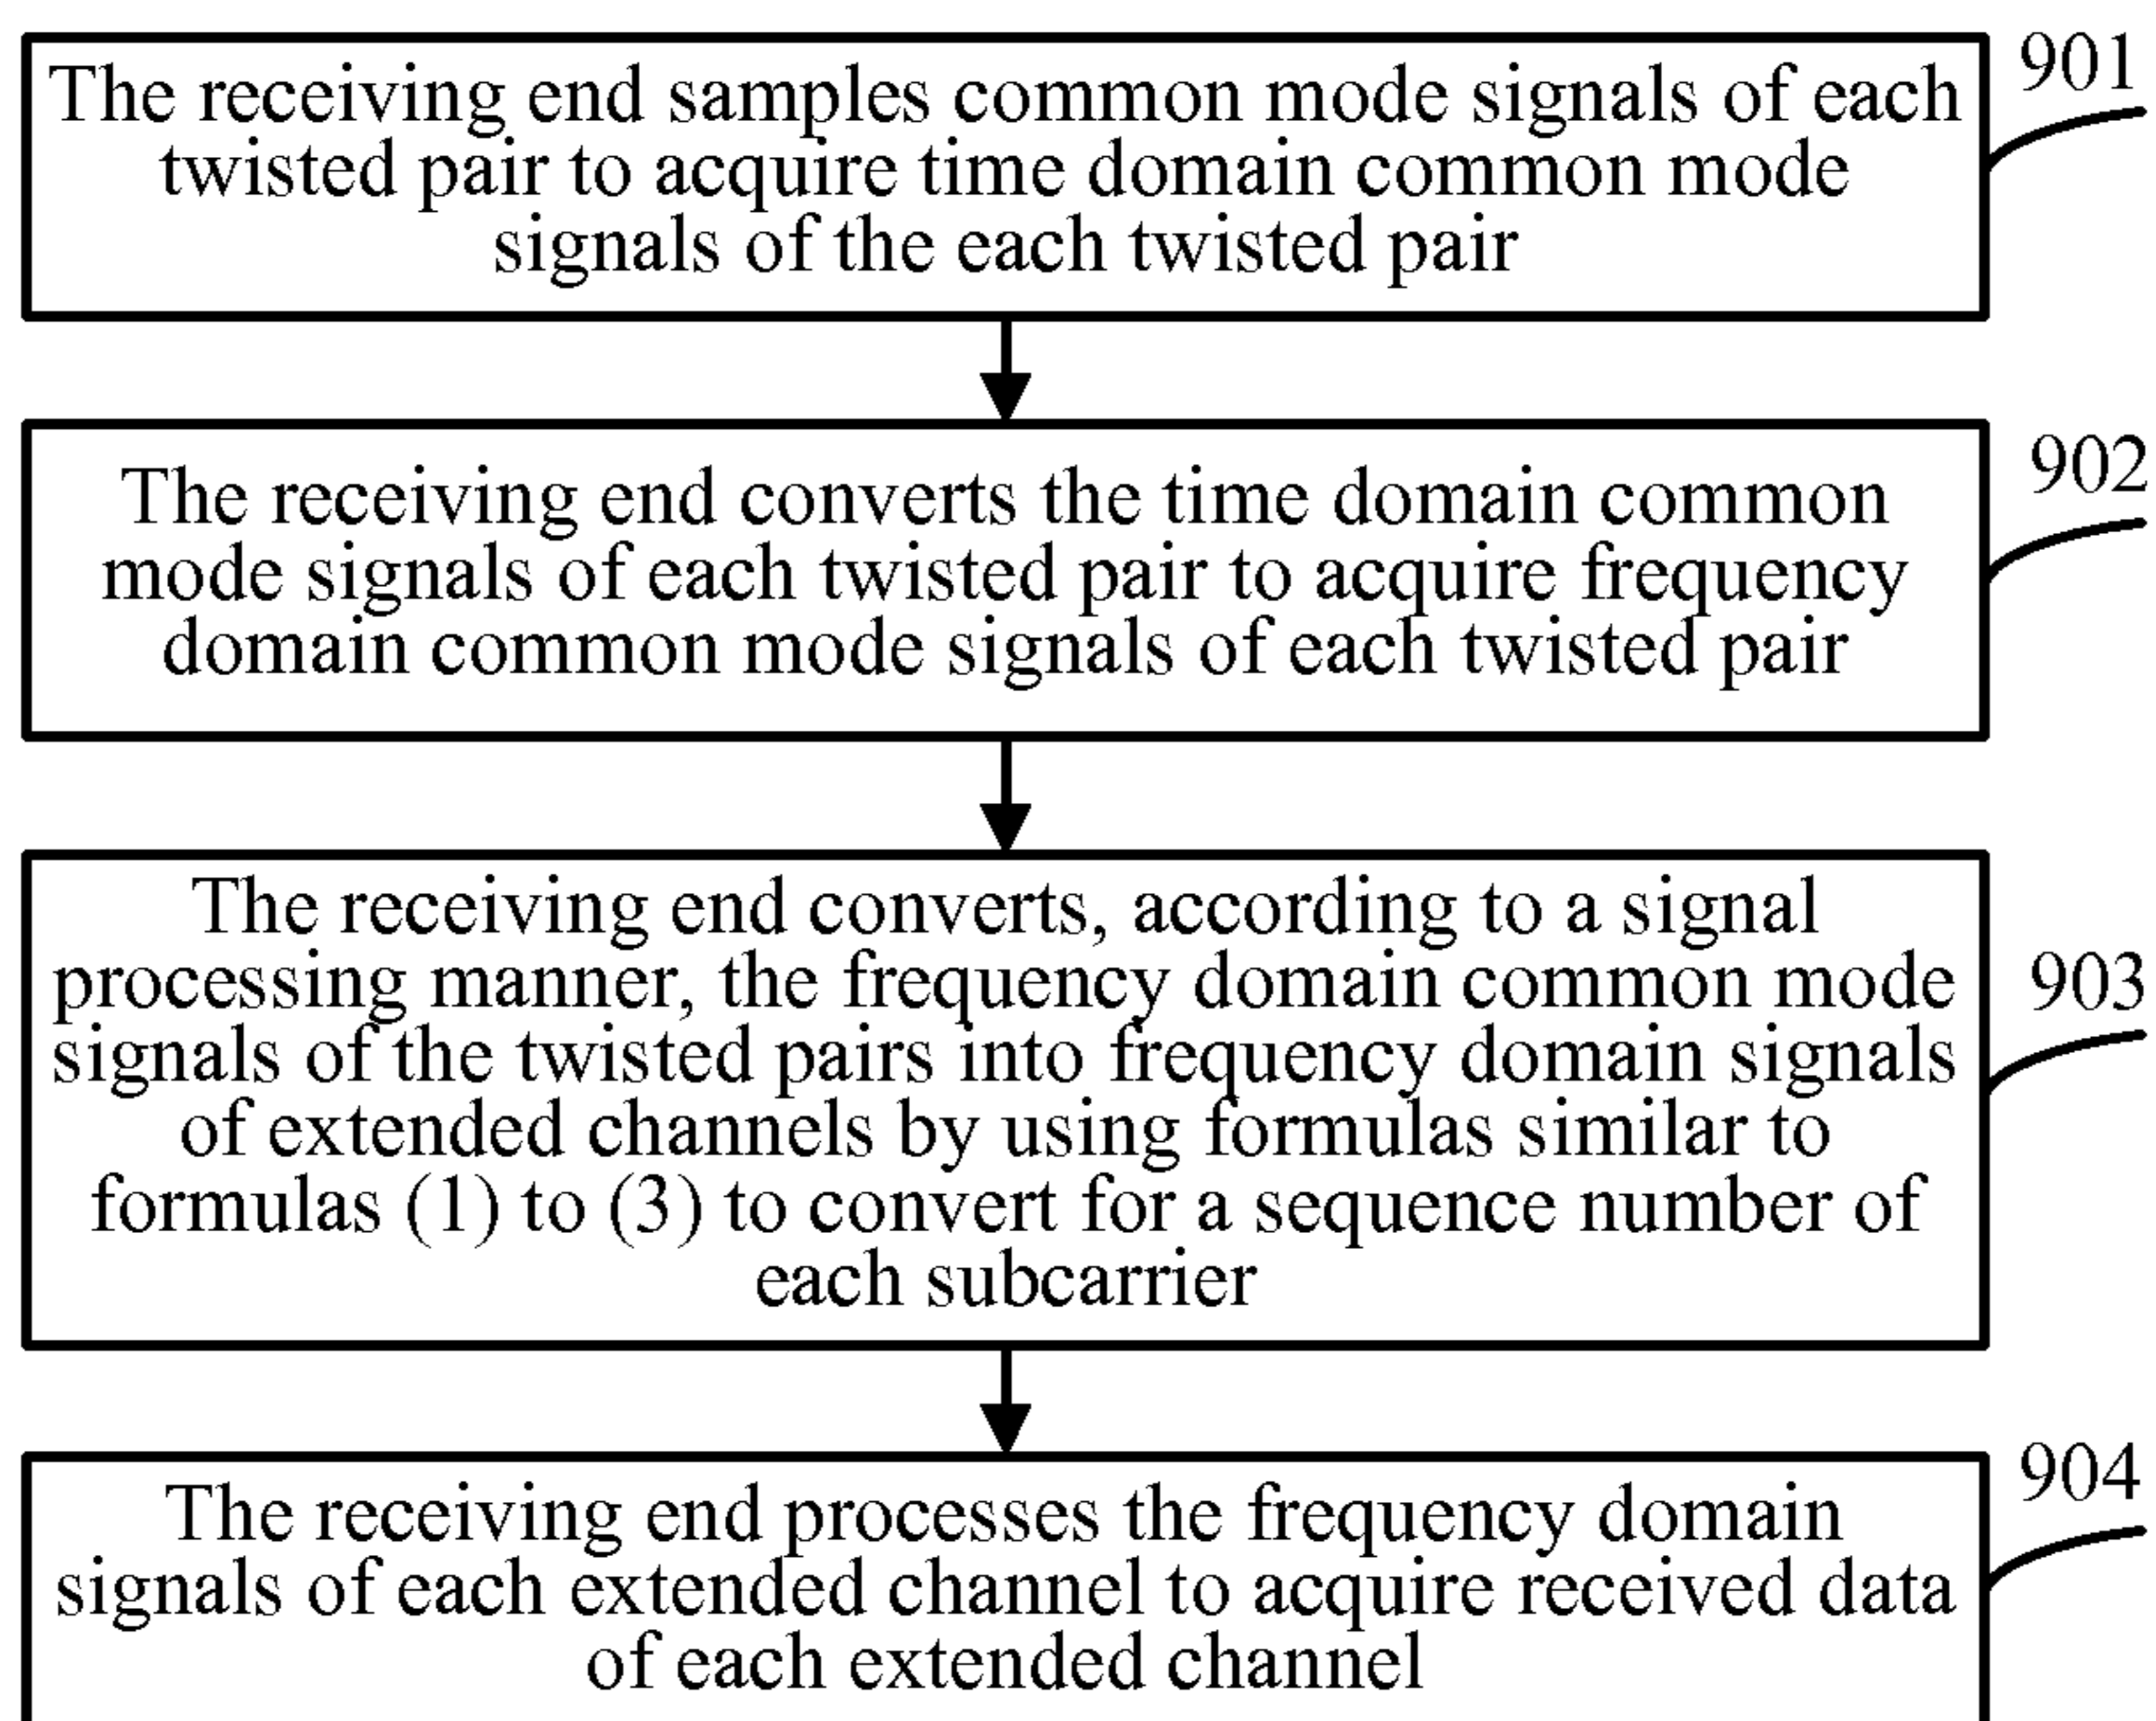 The receiving end samples common mode signals of each
twisted pair to acquire time domain common mode
signals of the each twisted pair
901
The receiving end converts the time domain common
mode signals of each twisted pair to acquire frequency
domain common mode signals of each twisted pair
902
The receiving end converts, according to a signal
processing manner, the frequency domain common mode
signals of the twisted pairs into frequency domain signals
of extended channels by using formulas similar to
formulas (1) to (3) to convert for a sequence number of
each subcarrier
903
The receiving end processes the frequency domain
signals of each extended channel to acquire received data
of each extended channel
904